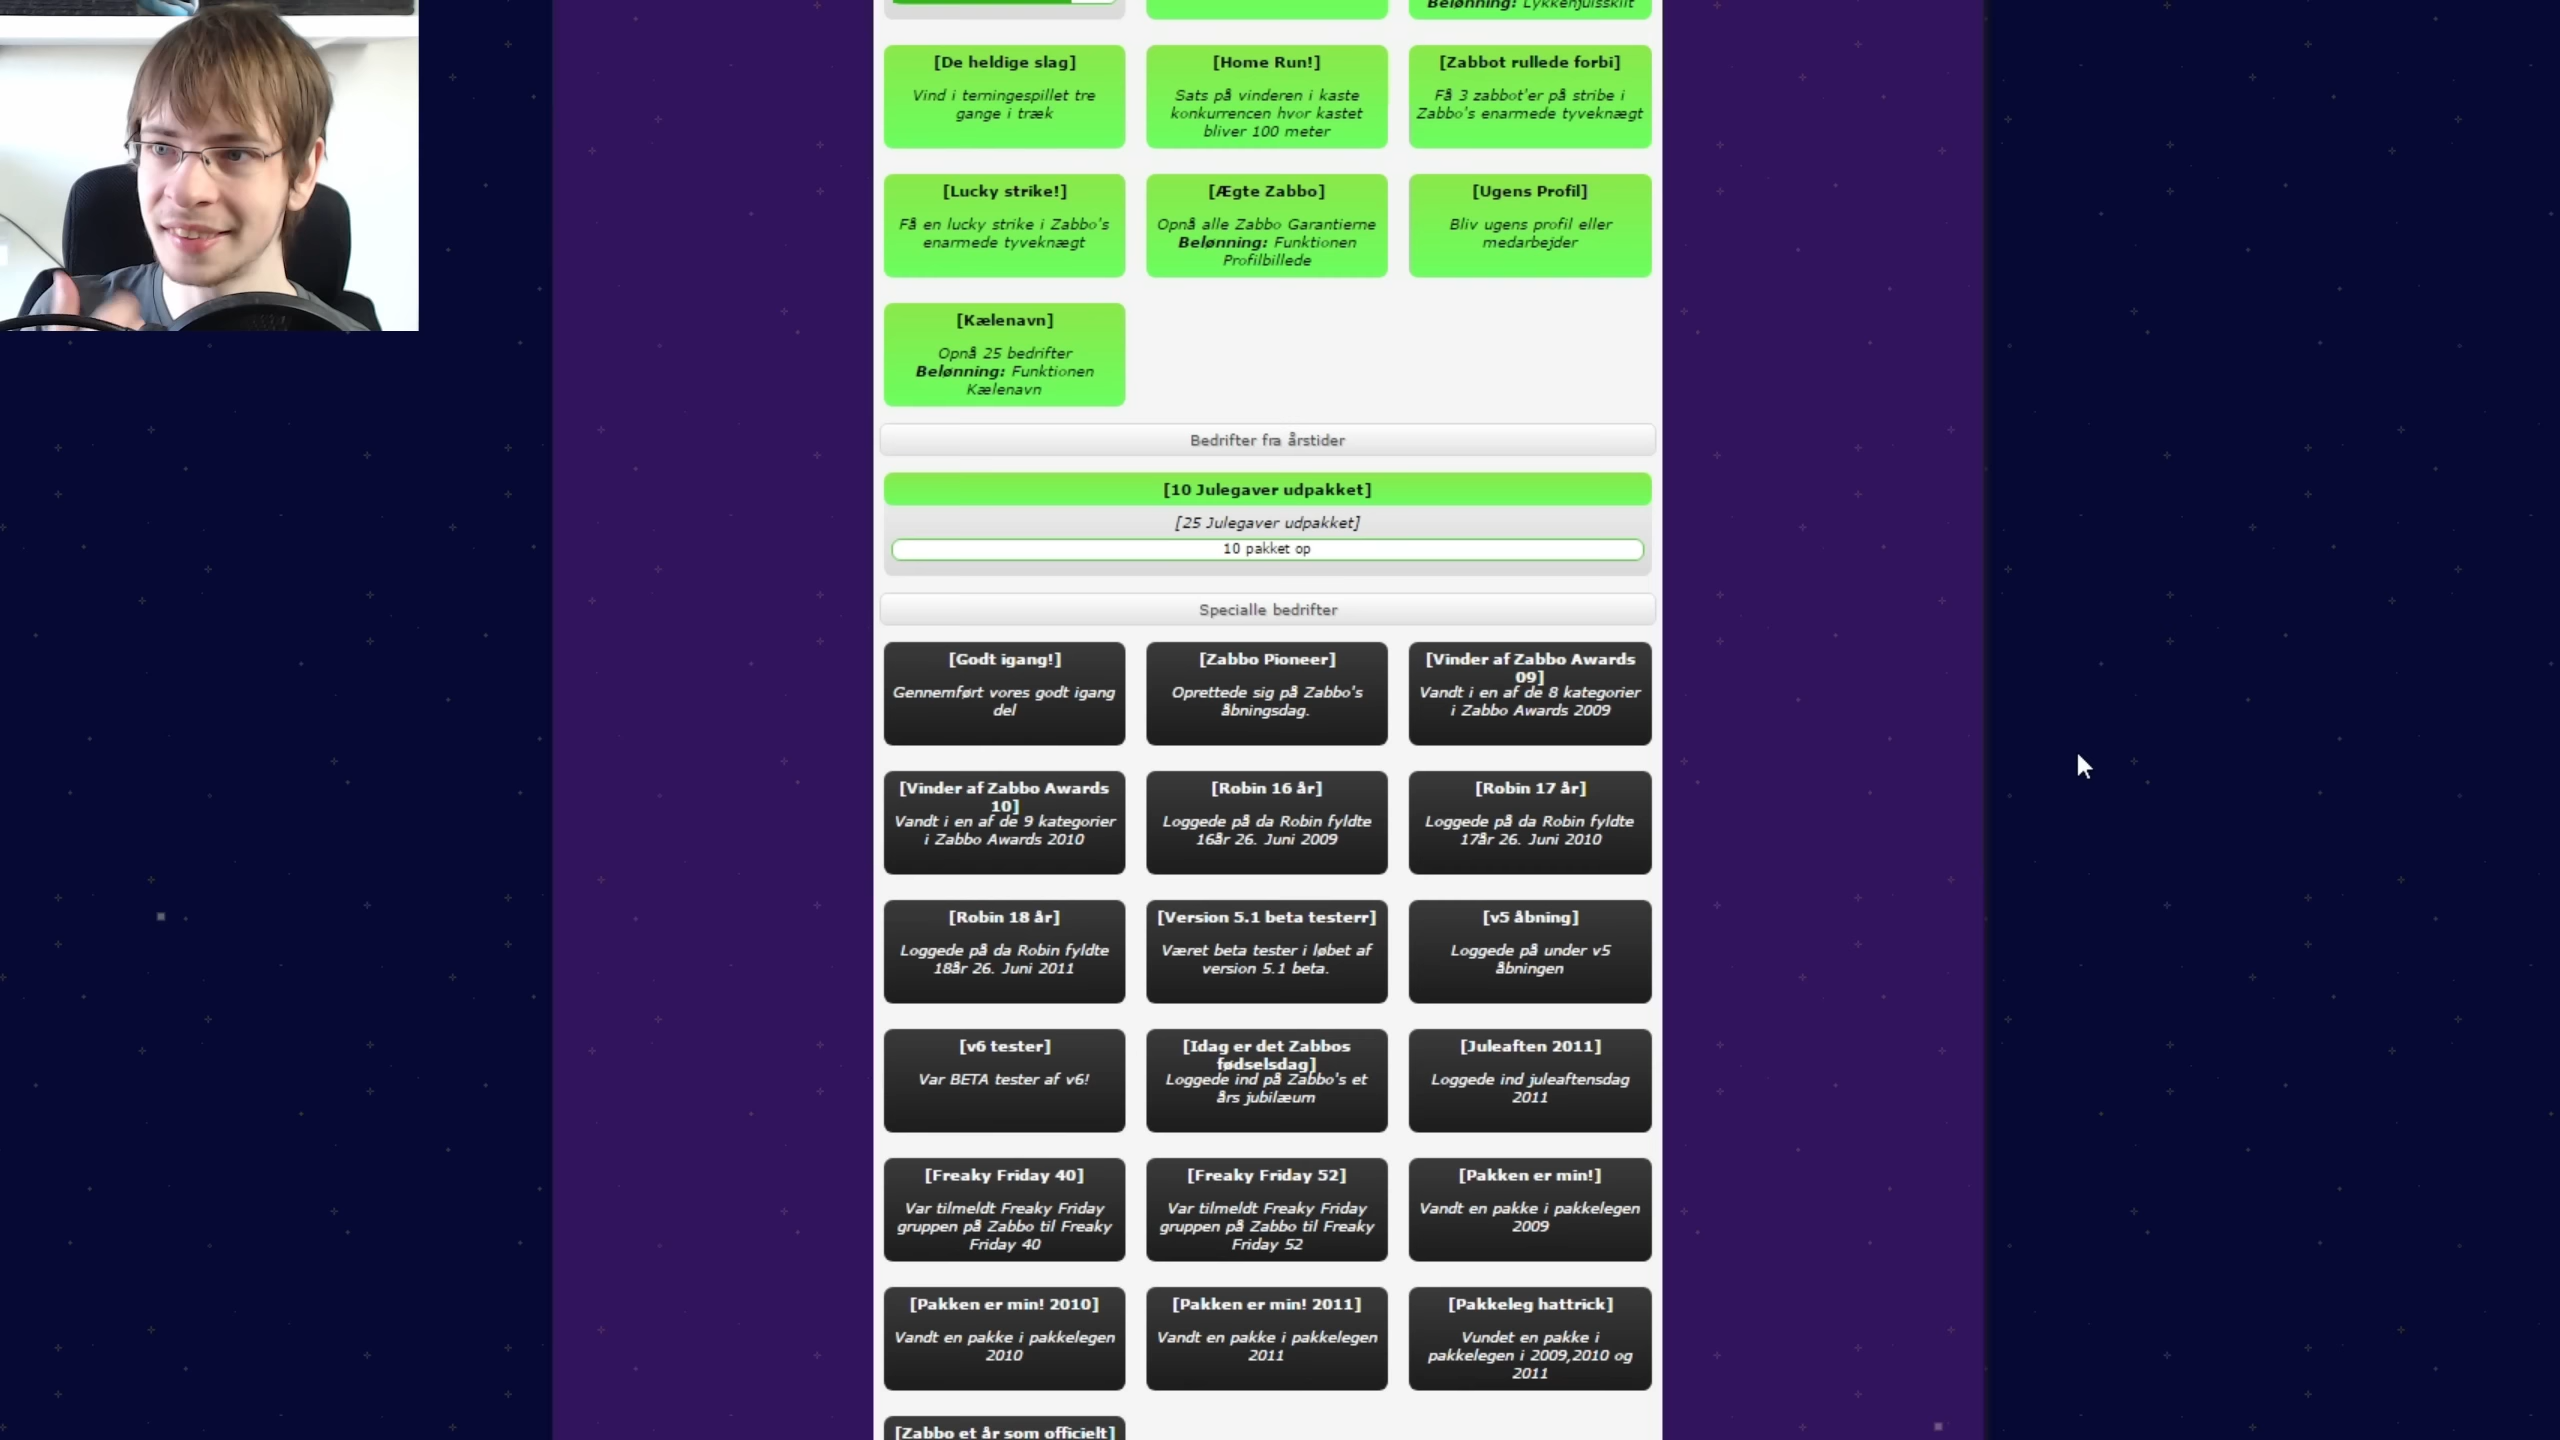 Belønning: Lykkehjulsskilt
[De heldige slag]
Vind i terningespillet tre
gange i træk
[Home Run!]
Sats på vinderen i kaste
konkurrencen hvor kastet
bliver 100 meter
[Zabbot rullede forbi]
Få 3 zabbot'er på stribe i
Zabbo's enarmede tyveknægt
[Lucky strike!]
Få en lucky strike i Zabbo's
enarmede tyveknægt
[Ægte Zabbo]
Opnå alle Zabbo Garantierne
Belønning: Funktionen
Profilbillede
[Ugens Profil]
Bliv ugens profil eller
medarbejder
[Kælenavn]
Opnå 25 bedrifter
Belønning: Funktionen
Kælenavn
Bedrifter fra årstider
[10 Julegaver udpakket]
[25 Julegaver udpakket]
10 pakket op
Specialle bedrifter
[Godt igang!]
Gennemført vores godt igang
del
[Zabbo Pioneer]
Oprettede sig på Zabbo's
åbningsdag.
[Vinder af Zabbo Awards
09]
Vandt i en af de 8 kategorier
i Zabbo Awards 2009
[Vinder af Zabbo Awards
10]
Vandt i en af de 9 kategorier
i Zabbo Awards 2010
[Robin 16 år]
Loggede på da Robin fyldte
16år 26. Juni 2009
[Robin 17 år]
Loggede på da Robin fyldte
17år 26. Juni 2010
[Robin 18 år]
Loggede på da Robin fyldte
18år 26. Juni 2011
[Version 5.1 beta testerr]
Været beta tester i løbet af
version 5.1 beta.
[v5 åbning]
Loggede på under v5
åbningen
[v6 tester]
Var BETA tester af v6!
[Idag er det Zabbos
fødselsdag]
Loggede ind på Zabbo's et
års jubilæum
[Juleaften 2011]
Loggede ind juleaftensdag
2011
[Freaky Friday 40]
Var tilmeldt Freaky Friday
gruppen på Zabbo til Freaky
Friday 40
[Freaky Friday 52]
Var tilmeldt Freaky Friday
gruppen på Zabbo til Freaky
Friday 52
[Pakken er min!]
Vandt en pakke i pakkelegen
2009
[Pakken er min! 2010]
Vandt en pakke i pakkelegen
2010
[Pakken er min! 2011]
Vandt en pakke i pakkelegen
2011
[Pakkeleg hattrick]
Vundet en pakke i
pakkelegen i 2009,2010 og
2011
[Zabbo et år som officielt]